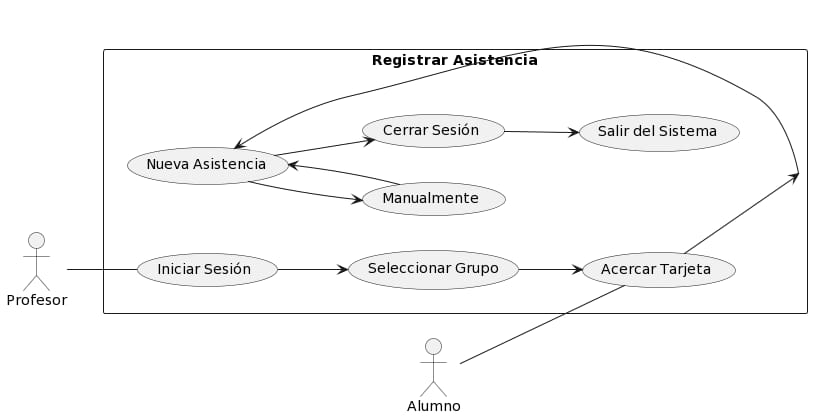 Registrar Asistencia
Cerrar Sesión
Salir del Sistema
Nueva Asistencia
Manualmente
Iniciar Sesión
Seleccionar Grupo
Acercar Tarjeta
Profesor
Alumno